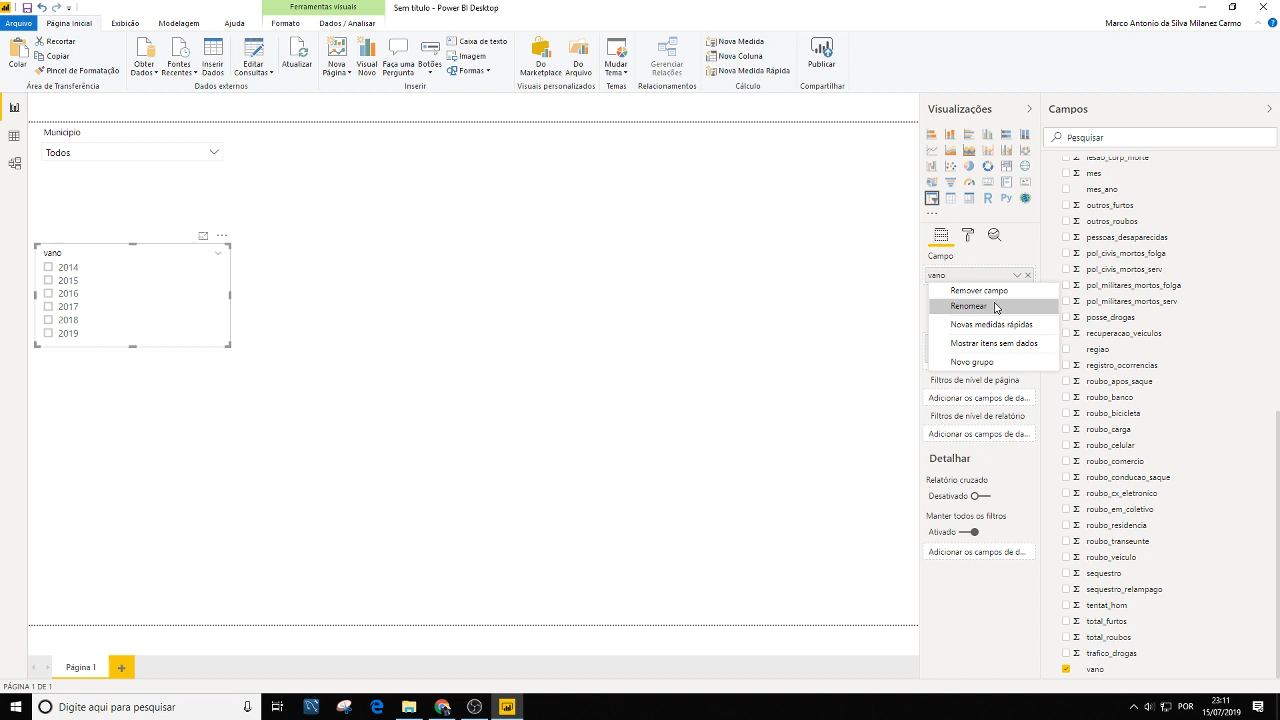 Ferramentas visuais
Sem título - Power BI Desktop
Marco Antonio da Silva Milanez Carmo
Arquivo
Página Inicial
Exibição
Modelagem
Ajuda
Formato
Dados / Analisar
Colar
Recortar
Copiar
Pincel de Formatação
Área de Transferência
Obter Dados
Fontes Recentes
Inserir Dados
Editar Consultas
Dados externos
Atualizar
Nova Página
Visual Novo
Faça uma Pergunta
Botões
Caixa de texto
Imagem
Formas
Inserir
Do Marketplace
Do Arquivo
Visuais personalizados
Mudar Tema
Temas
Gerenciar Relações
Relacionamentos
Nova Medida
Nova Coluna
Nova Medida Rápida
Cálculo
Publicar
Compartilhar
Municipio
Todos
vano
2014
2015
2016
2017
2018
2019
Visualizações
R
Py
Campo
vano
Remover campo
Renomear
Novas medidas rápidas
Mostrar itens sem dados
Novo grupo
Filtros de nível de página
Adicionar os campos de da...
Filtros de nível de relatório
Adicionar os campos de da...
Detalhar
Relatório cruzado
Desativado
Manter todos os filtros
Ativado
Adicionar os campos de d...
Campos
Pesquisar
lesao_corp_morte
mes
mes_ano
outros_furtos
outros_roubos
pessoas_desaparecidas
pol_civis_mortos_folga
pol_civis_mortos_serv
pol_militares_mortos_folga
pol_militares_mortos_serv
posse_drogas
recuperacao_veiculos
regiao
registro_ocorrencias
roubo_apos_saque
roubo_banco
roubo_bicicleta
roubo_carga
roubo_celular
roubo_comercio
roubo_conducao_saque
roubo_cx_eletronico
roubo_em_coletivo
roubo_residencia
roubo_transeunte
roubo_veiculo
sequestro
sequestro_relampago
tentat_hom
total_furtos
total_roubos
trafico_drogas
vano
Página 1
PÁGINA 1 DE 1
Digite aqui para pesquisar
POR
23:11
15/07/2019